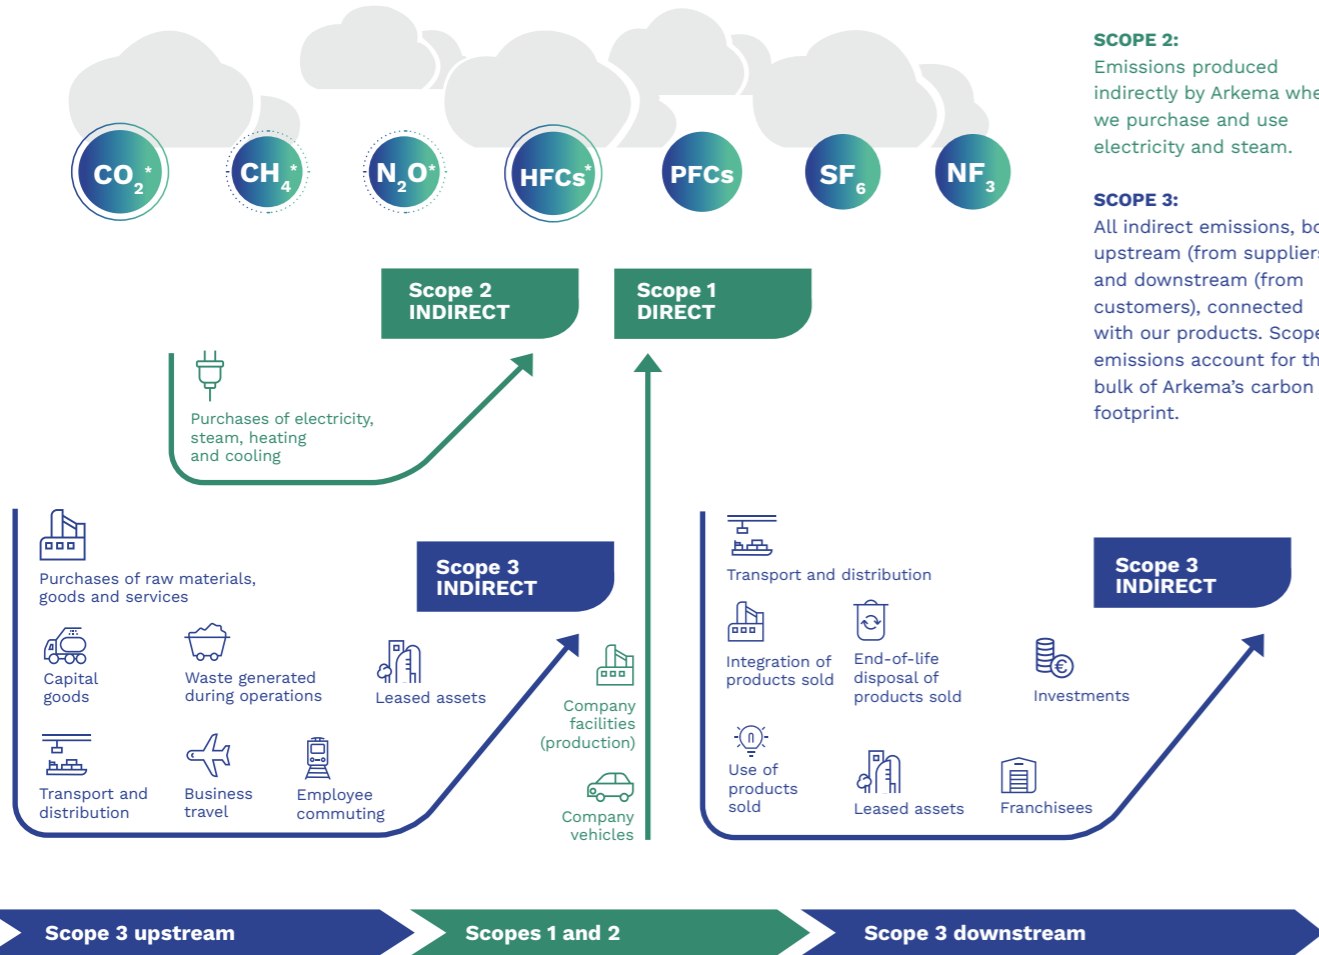 CO2*
CH4*
N2O*
HFCs*
PFCs
SF6
NF3
SCOPE 2:
Emissions produced
indirectly by Arkema
we purchase and use
electricity and steam.
SCOPE 3:
All indirect emissions,
upstream (from
and downstream (from
customers), connected
with our products.
emissions account for
bulk of Arkema's carbon
footprint.
Scope 2
INDIRECT
Scope 1
DIRECT
Purchases of electricity,
steam, heating
and cooling
Scope 3
INDIRECT
Purchases of raw materials,
goods and services
Capital
goods
Waste generated
during operations
Leased assets
Transport and
distribution
Business
travel
Employee
commuting
Company
facilities
(production)
Company
vehicles
Scope 3
INDIRECT
Transport and distribution
Integration of
products sold
End-of-life
disposal of
products sold
Investments
Use of
products
sold
Leased assets
Franchisees
Scope 3 upstream
Scopes 1 and 2
Scope 3 downstream